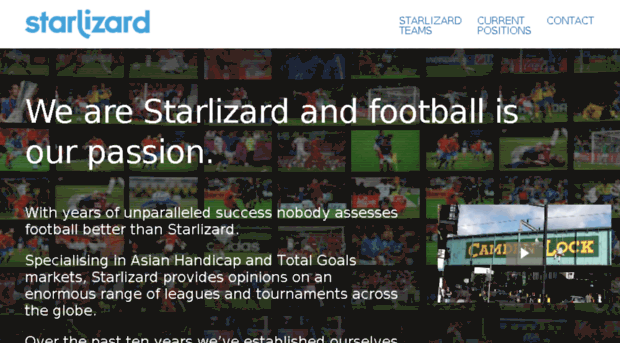 starlizard
STARLIZARD
TEAMS
CURRENT
POSITIONS
CONTACT
We are Starlizard and football is
our passion.
With years of unparalleled success nobody assesses
football better than Starlizard.
Specialising in Asian Handicap and Total Goals
markets, Starlizard provides opinions on an
enormous range of leagues and tournaments across
the globe.
Over the past ten years we've established ourselves
CAMDEN LOCK
adidas